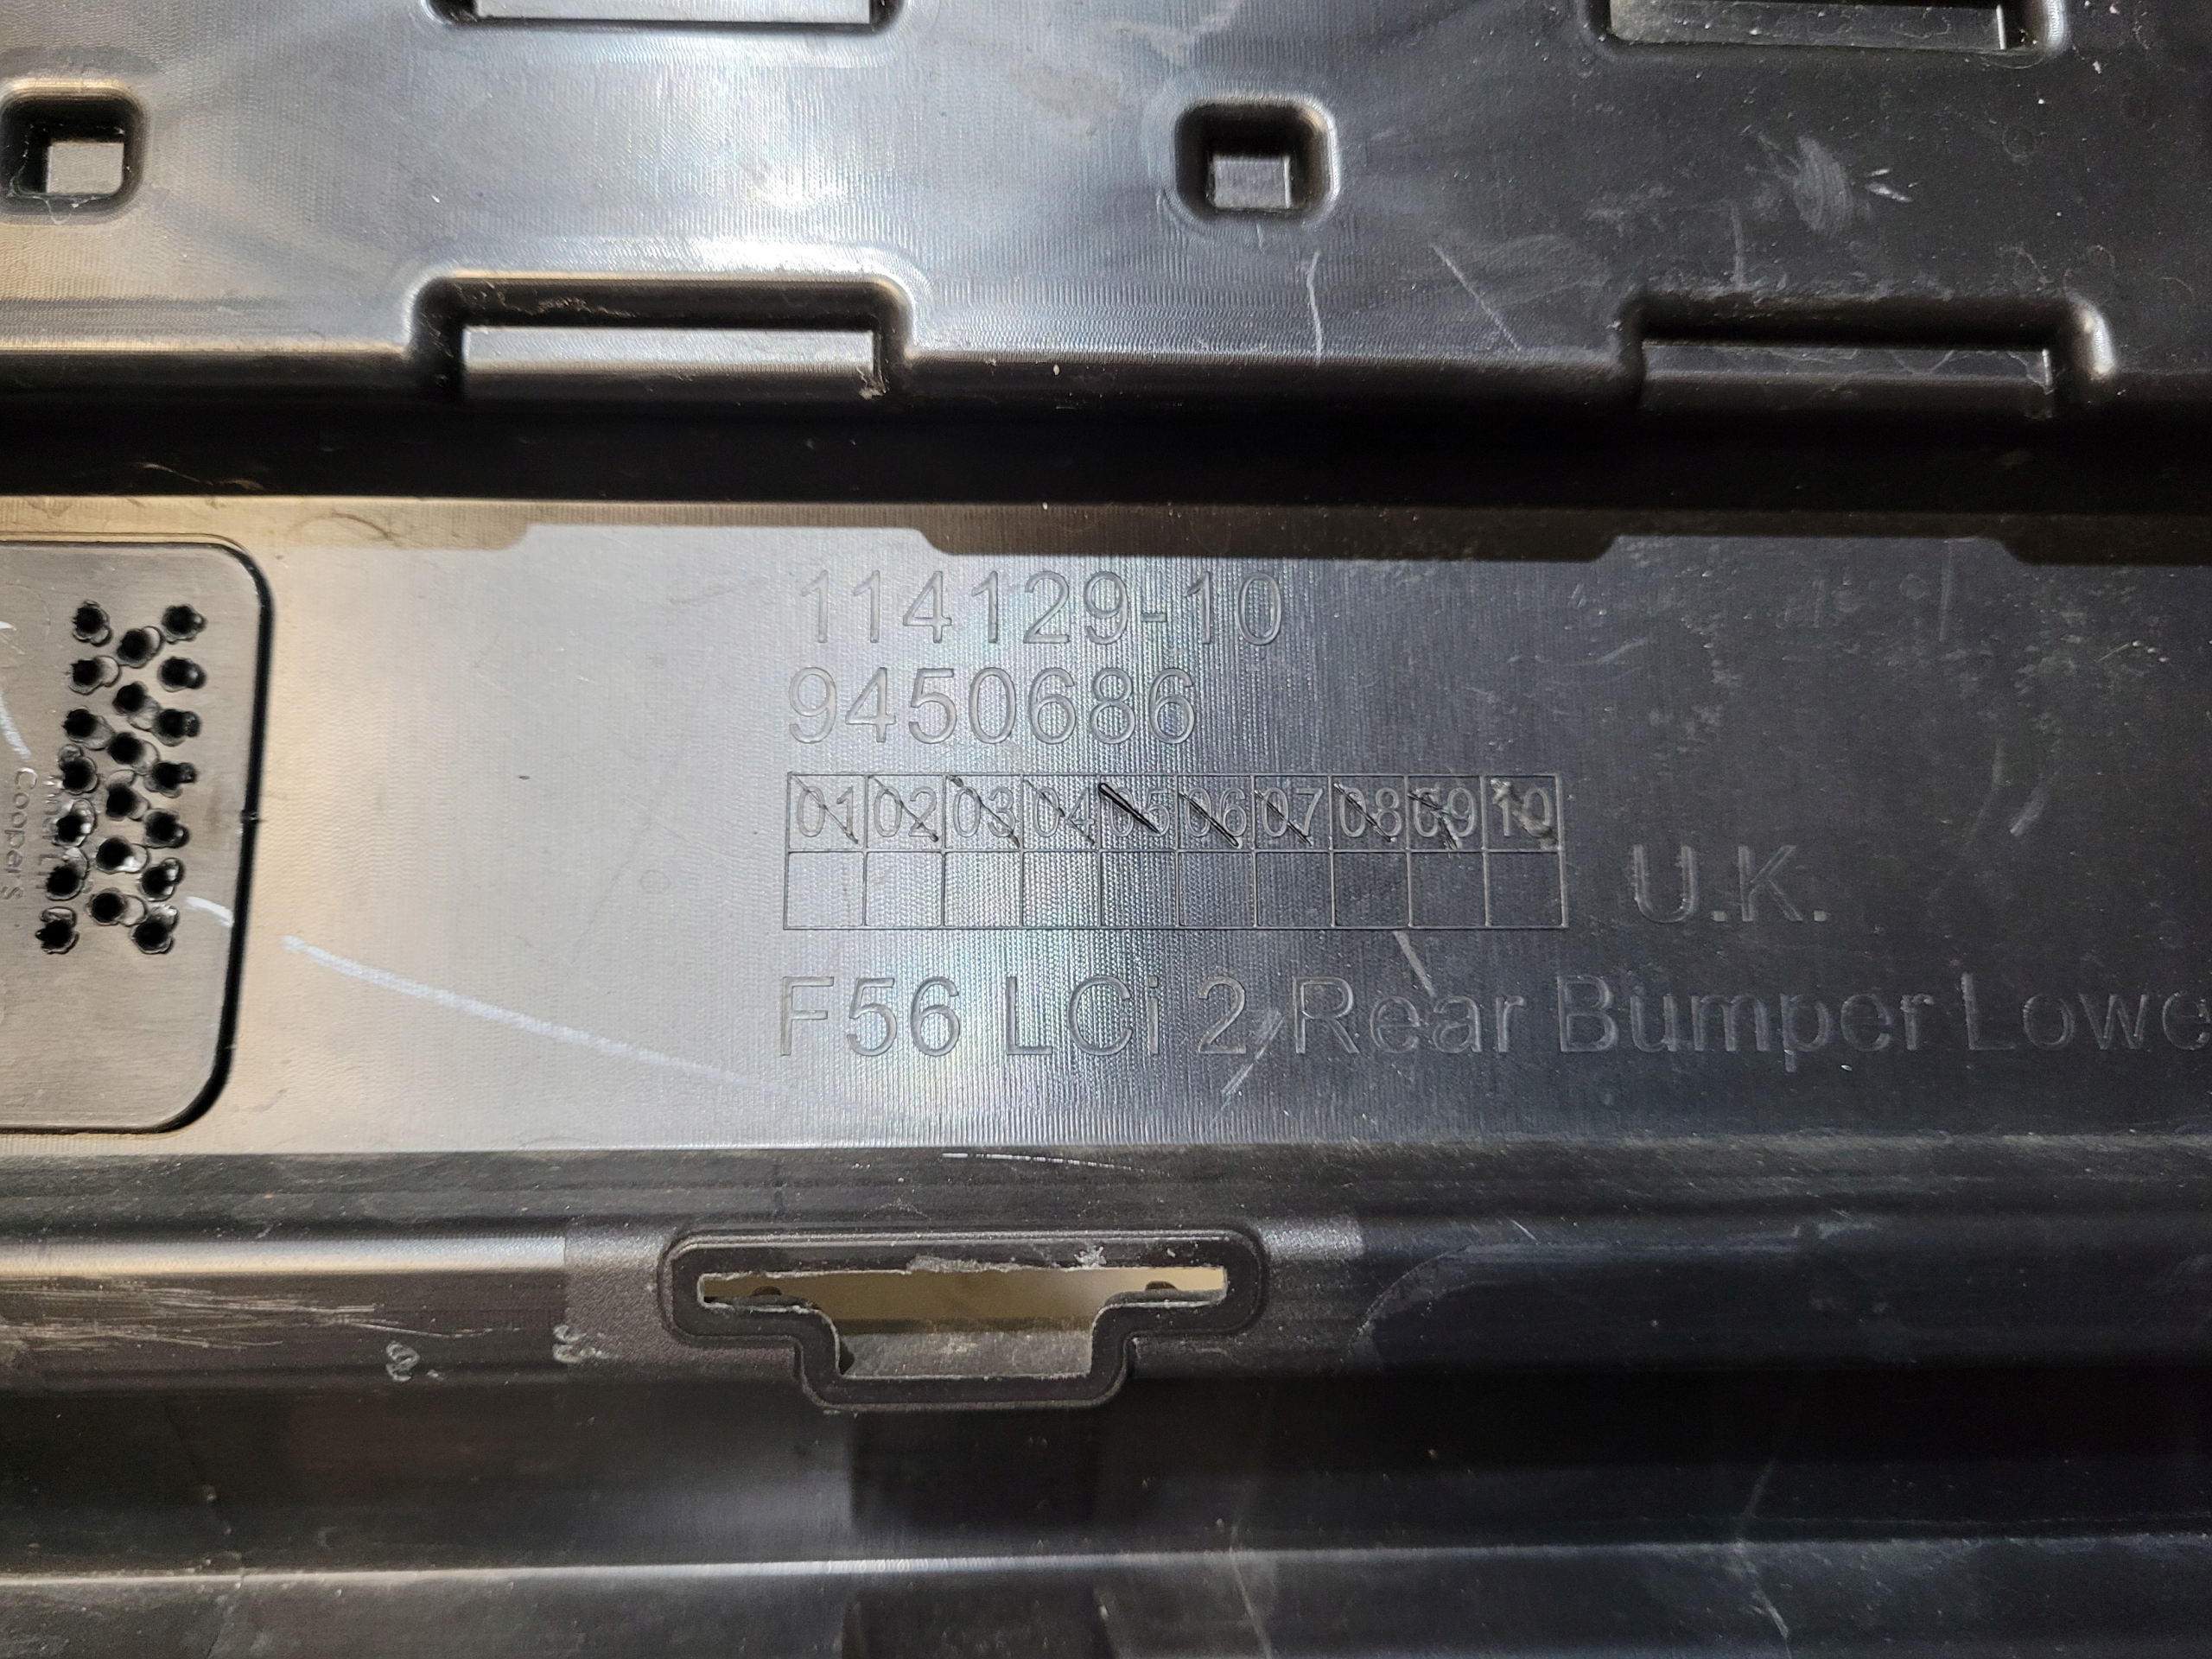 114129-10
9450686
01 02 03 04 05 06 07 08 09 10
U.K.
F56 LCi 2 Rear Bumper Lowe
Coopers